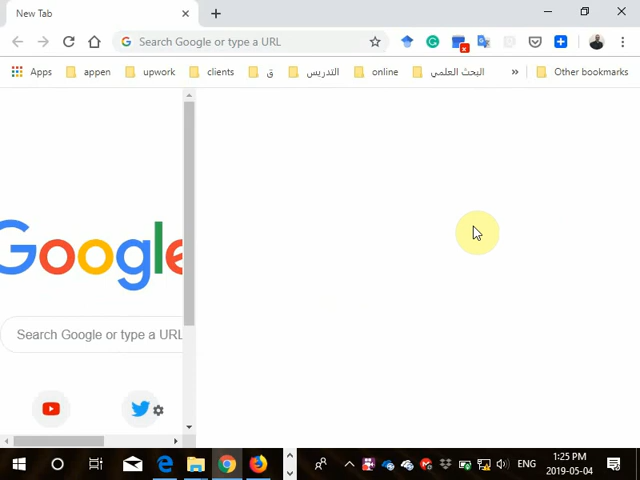 New Tab
Search Google or type a URL
Apps appen upwork clients ق التدريس online البحث العلمي » Other bookmarks
Google
Search Google or type a URL
ENG
1:25 PM
2019-05-04